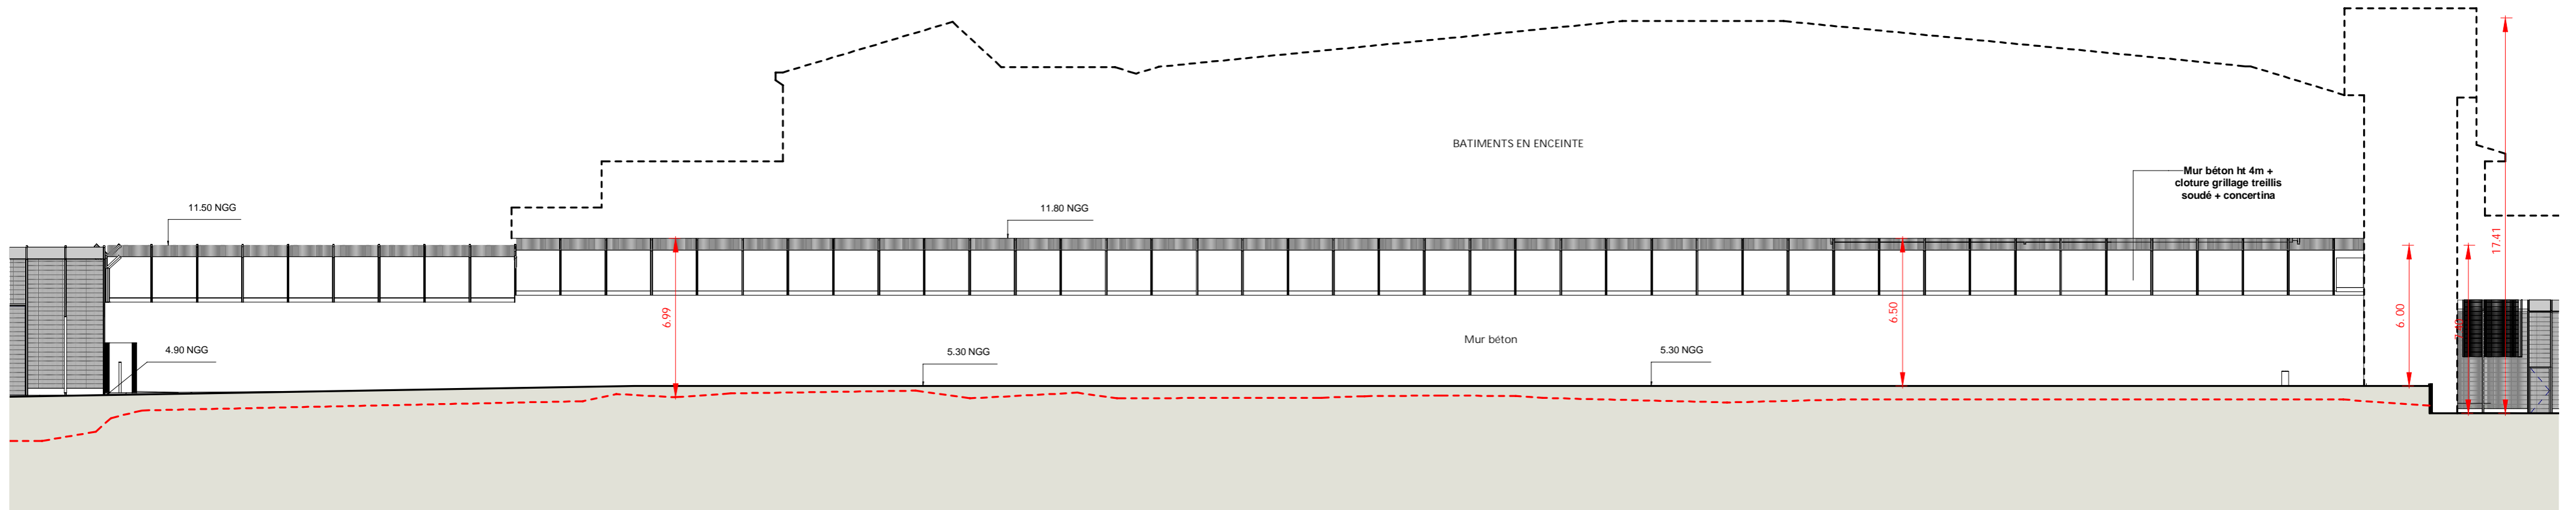 BATIMENTS EN ENCEINTE
Mur béton ht 4m +
cloture grillage treillis
soudé + concertina
11.50 NGG
11.80 NGG
17.41
6.99
6.50
6.00
Mur béton
4.90 NGG
5.30 NGG
5.30 NGG